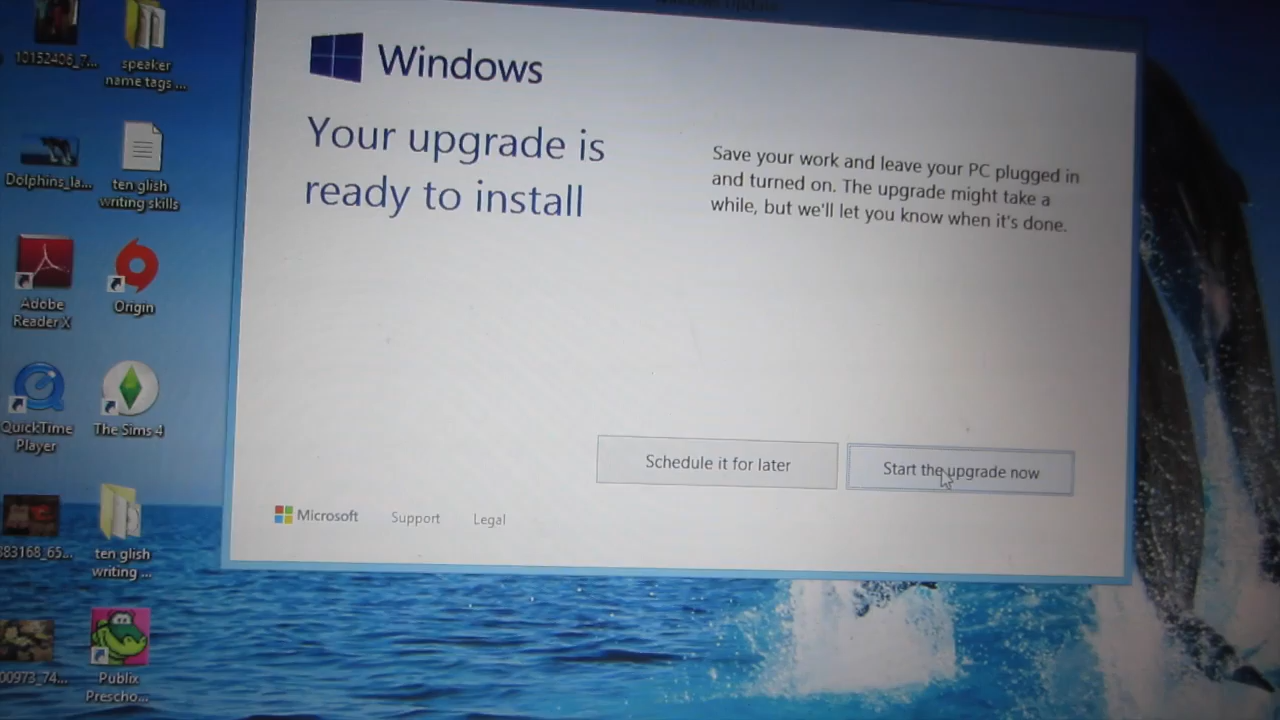 10152406_7...
speaker
name tags ...
Dolphins_la...
ten glish
writing skills
Adobe
Reader X
Origin
QuickTime
Player
The Sims 4
383168_65...
ten glish
writing ...
00973_74...
Publix
Prescho...
Windows
Your upgrade is
ready to install
Save your work and leave your PC plugged in
and turned on. The upgrade might take a
while, but we'll let you know when it's done.
Schedule it for later
Start the upgrade now
Microsoft
Support
Legal